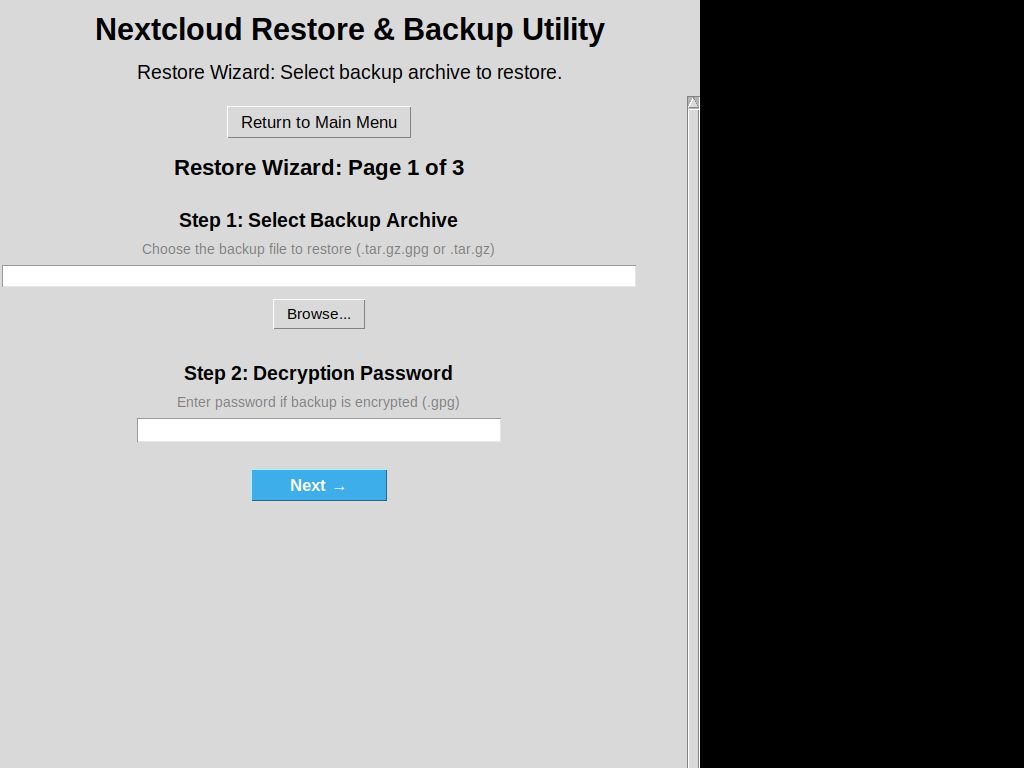 Nextcloud Restore & Backup Utility
Restore Wizard: Select backup archive to restore.
Return to Main Menu
Restore Wizard: Page 1 of 3
Step 1: Select Backup Archive
Choose the backup file to restore (.tar.gz.gpg or .tar.gz)
Browse...
Step 2: Decryption Password
Enter password if backup is encrypted (.gpg)
Next →